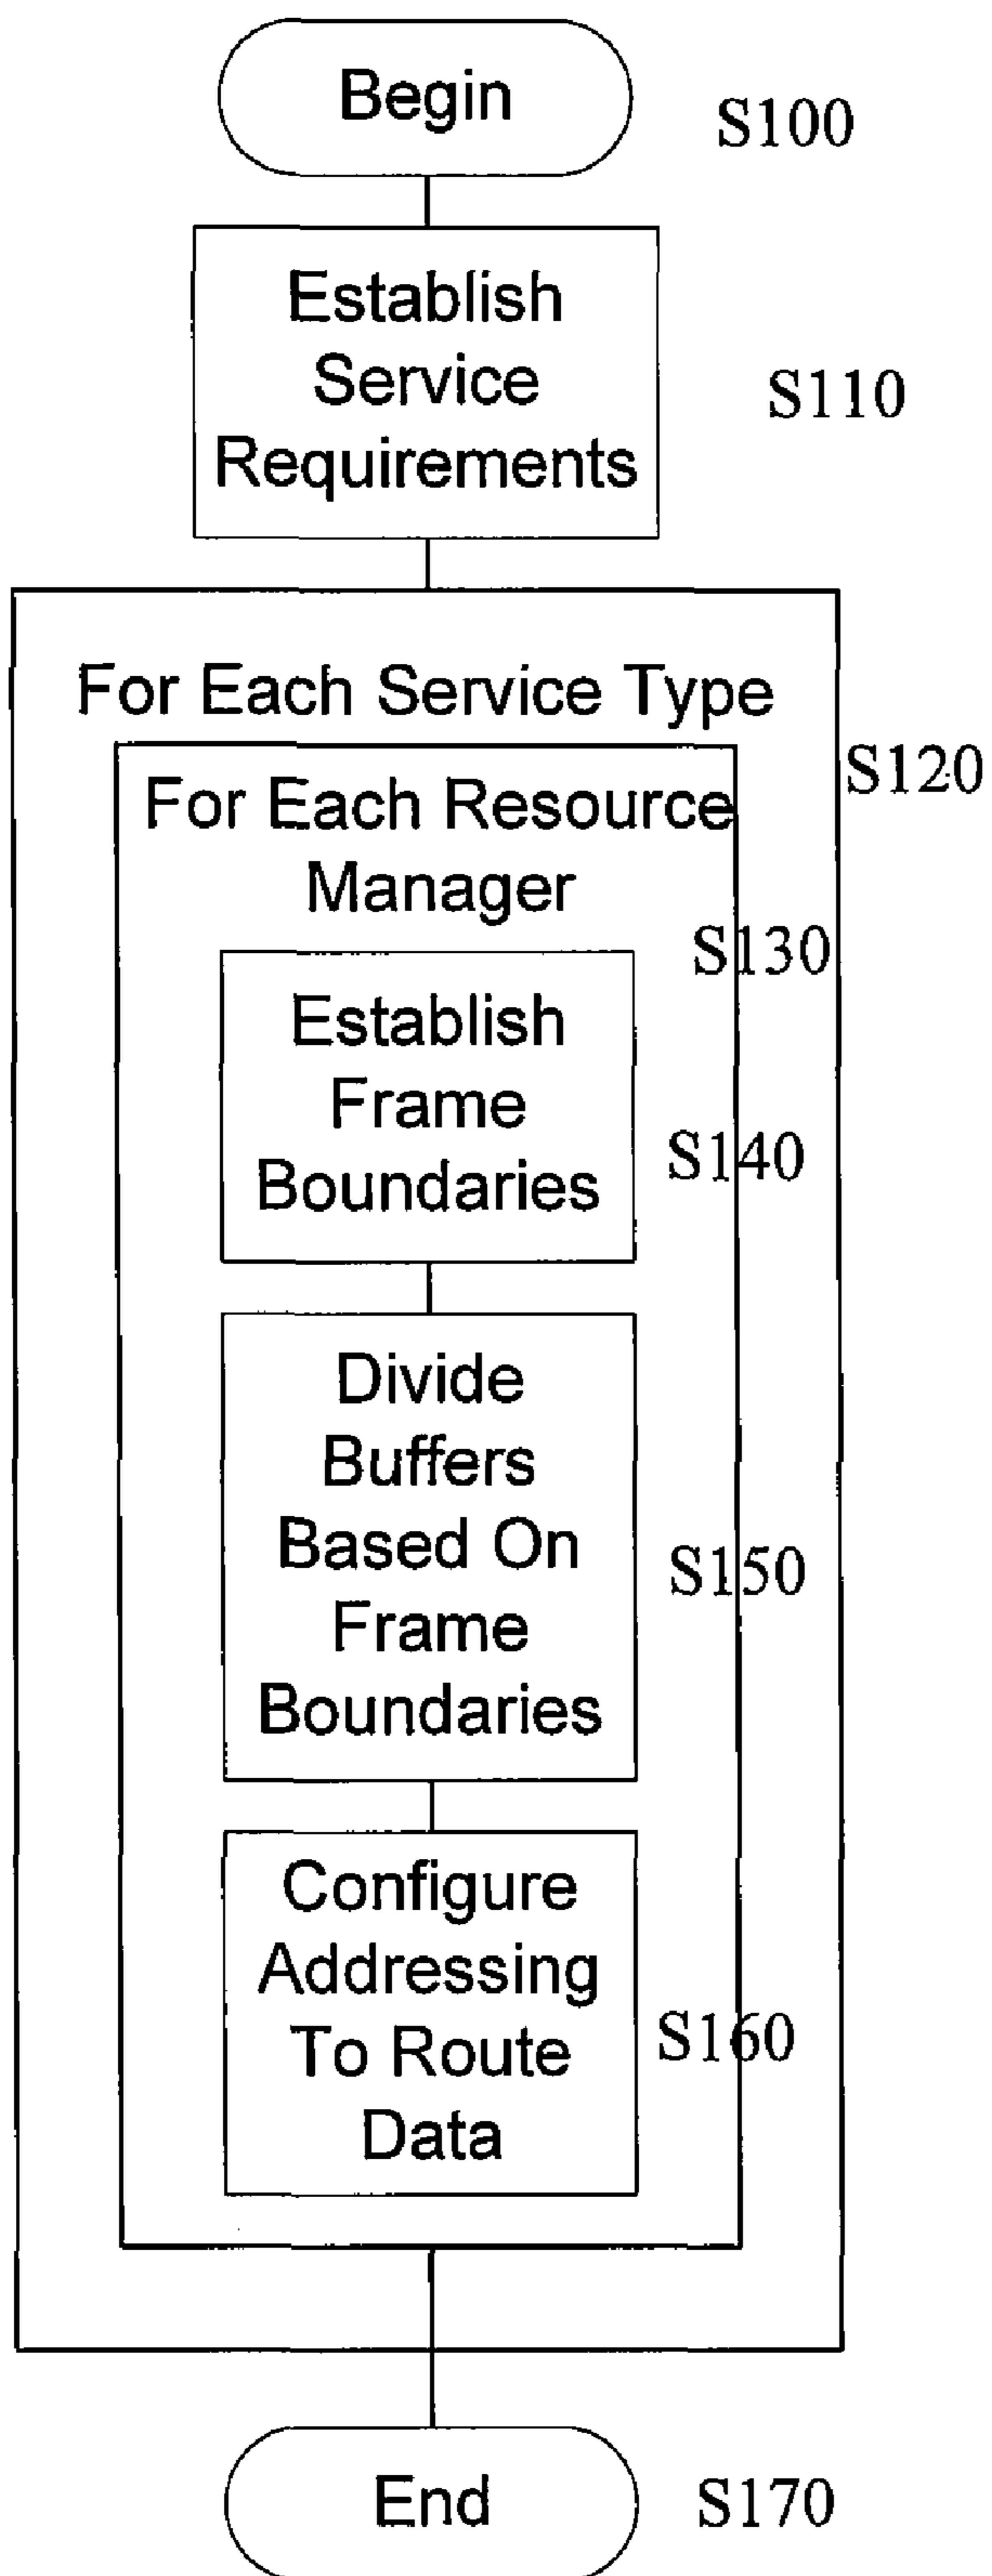 Begin
S100
Establish
Service
Requirements
S110
For Each Service Type
S120
For Each Resource
Manager
S130
Establish
Frame
Boundaries
S140
Divide
Buffers
Based On
Frame
Boundaries
S150
Configure
Addressing
To Route
Data
S160
End
S170